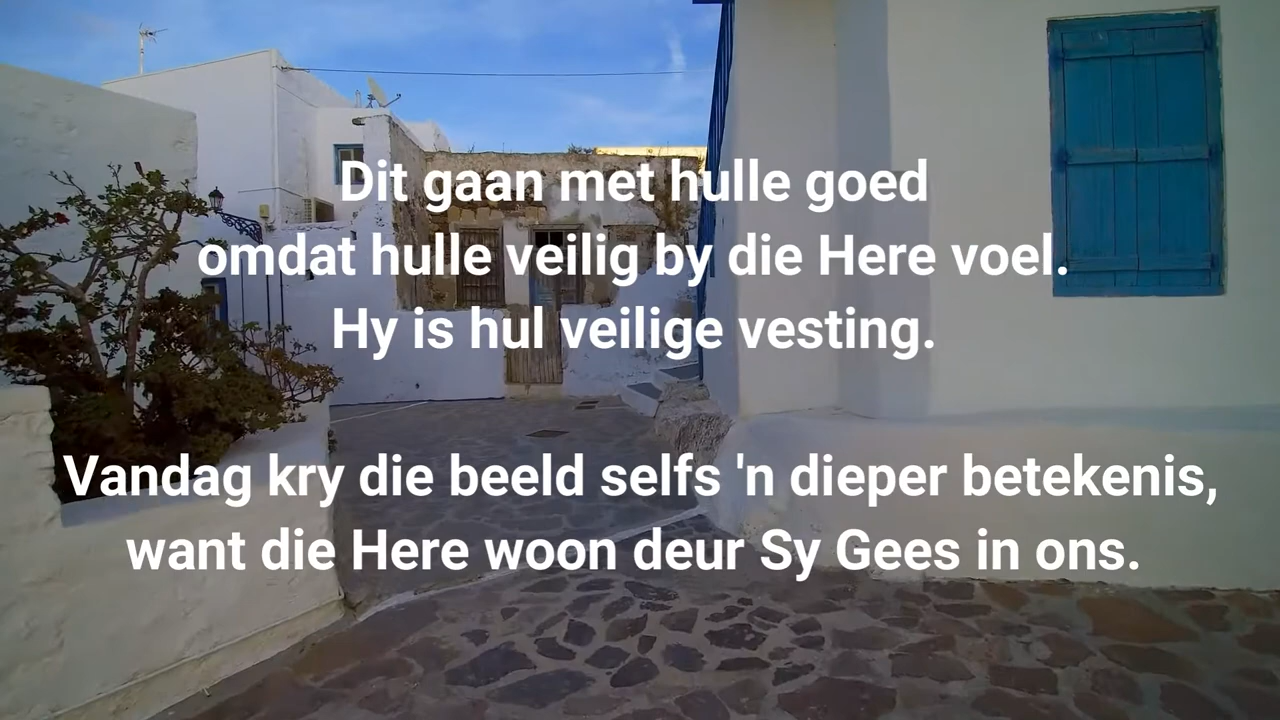 Dit gaan met hulle goed
omdat hulle veilig by die Here voel.
Hy is hul veilige vesting.
Vandag kry die beeld selfs 'n dieper betekenis,
want die Here woon deur Sy Gees in ons.